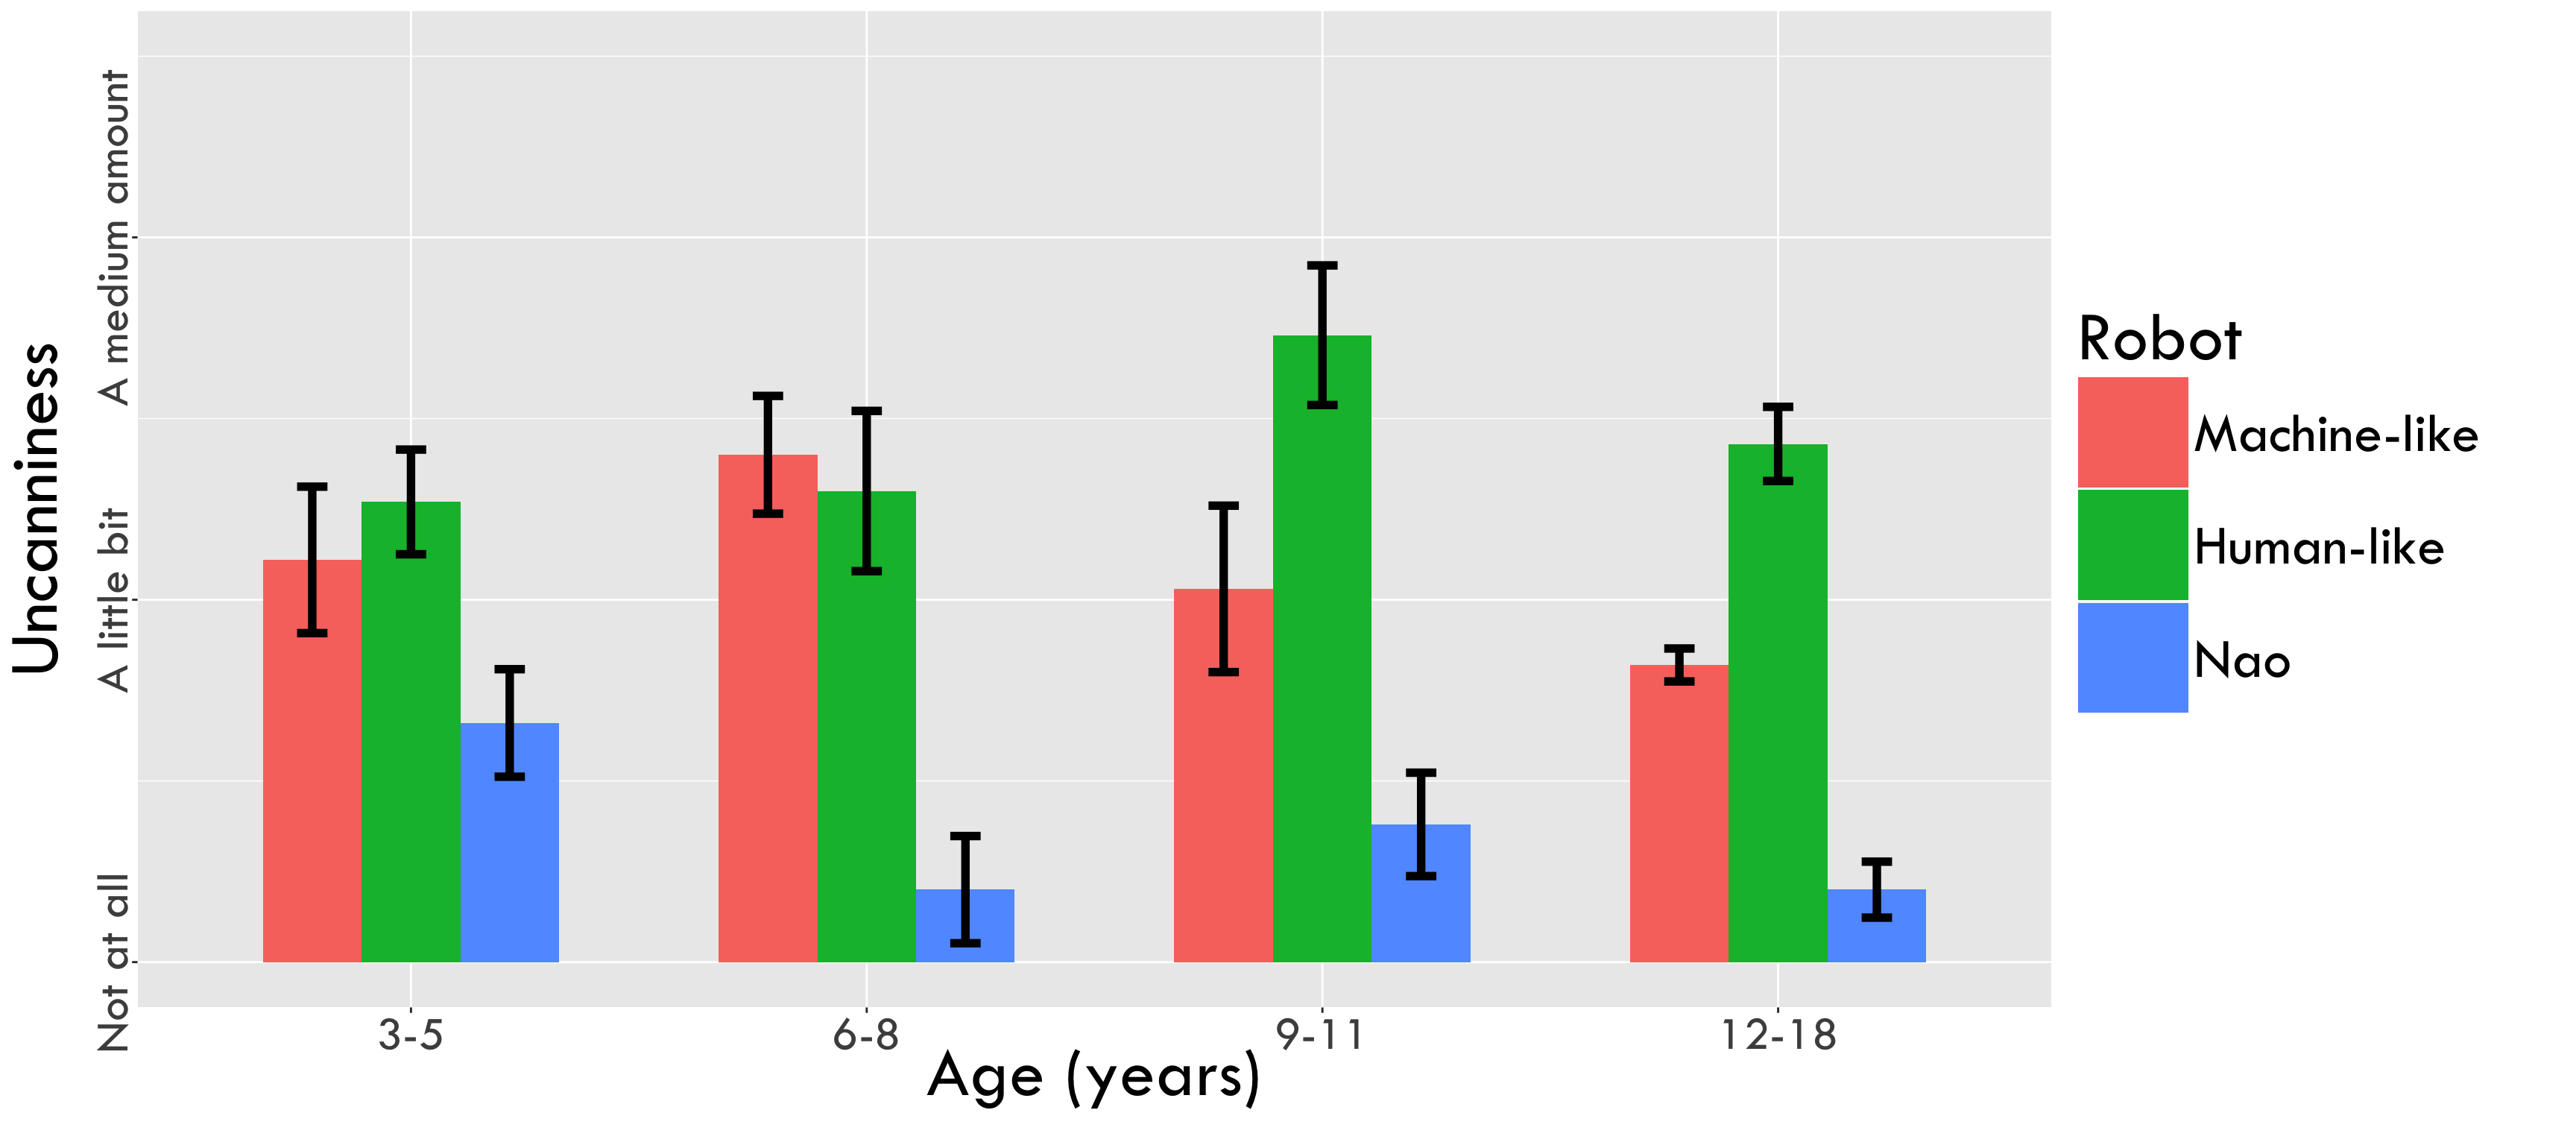 Uncanniness
A medium amount
A little bit
Not at all
3-5
6-8
9-11
12-18
Age (years)
Robot
Machine-like
Human-like
Nao